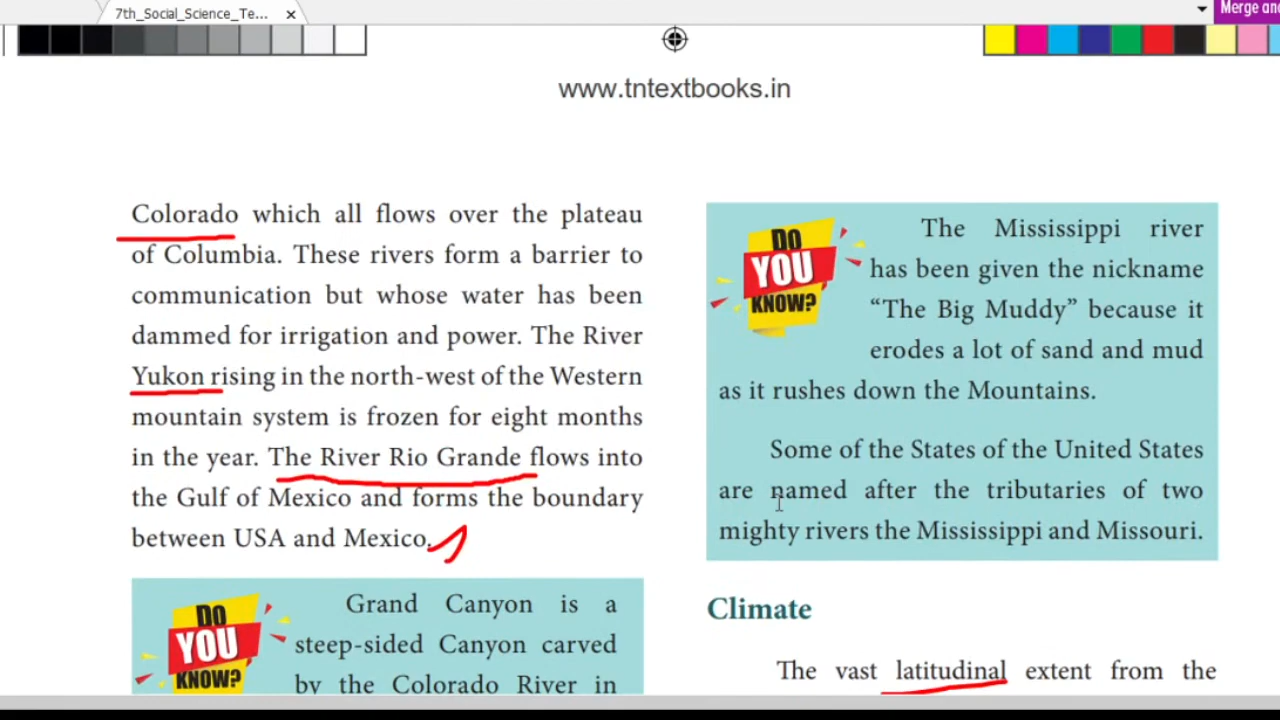 7th_Social_Science_Te... ×
Merge and
www.tntextbooks.in
Colorado which all flows over the plateau
of Columbia. These rivers form a barrier to
communication but whose water has been
dammed for irrigation and power. The River
Yukon rising in the north-west of the Western
mountain system is frozen for eight months
in the year. The River Rio Grande flows into
the Gulf of Mexico and forms the boundary
between USA and Mexico.
DO
YOU
KNOW?
Grand Canyon is a
steep-sided Canyon carved
by the Colorado River in
DO
YOU
KNOW?
The Mississippi river
has been given the nickname
“The Big Muddy” because it
erodes a lot of sand and mud
as it rushes down the Mountains.
Some of the States of the United States
are named after the tributaries of two
mighty rivers the Mississippi and Missouri.
Climate
The vast latitudinal extent from the